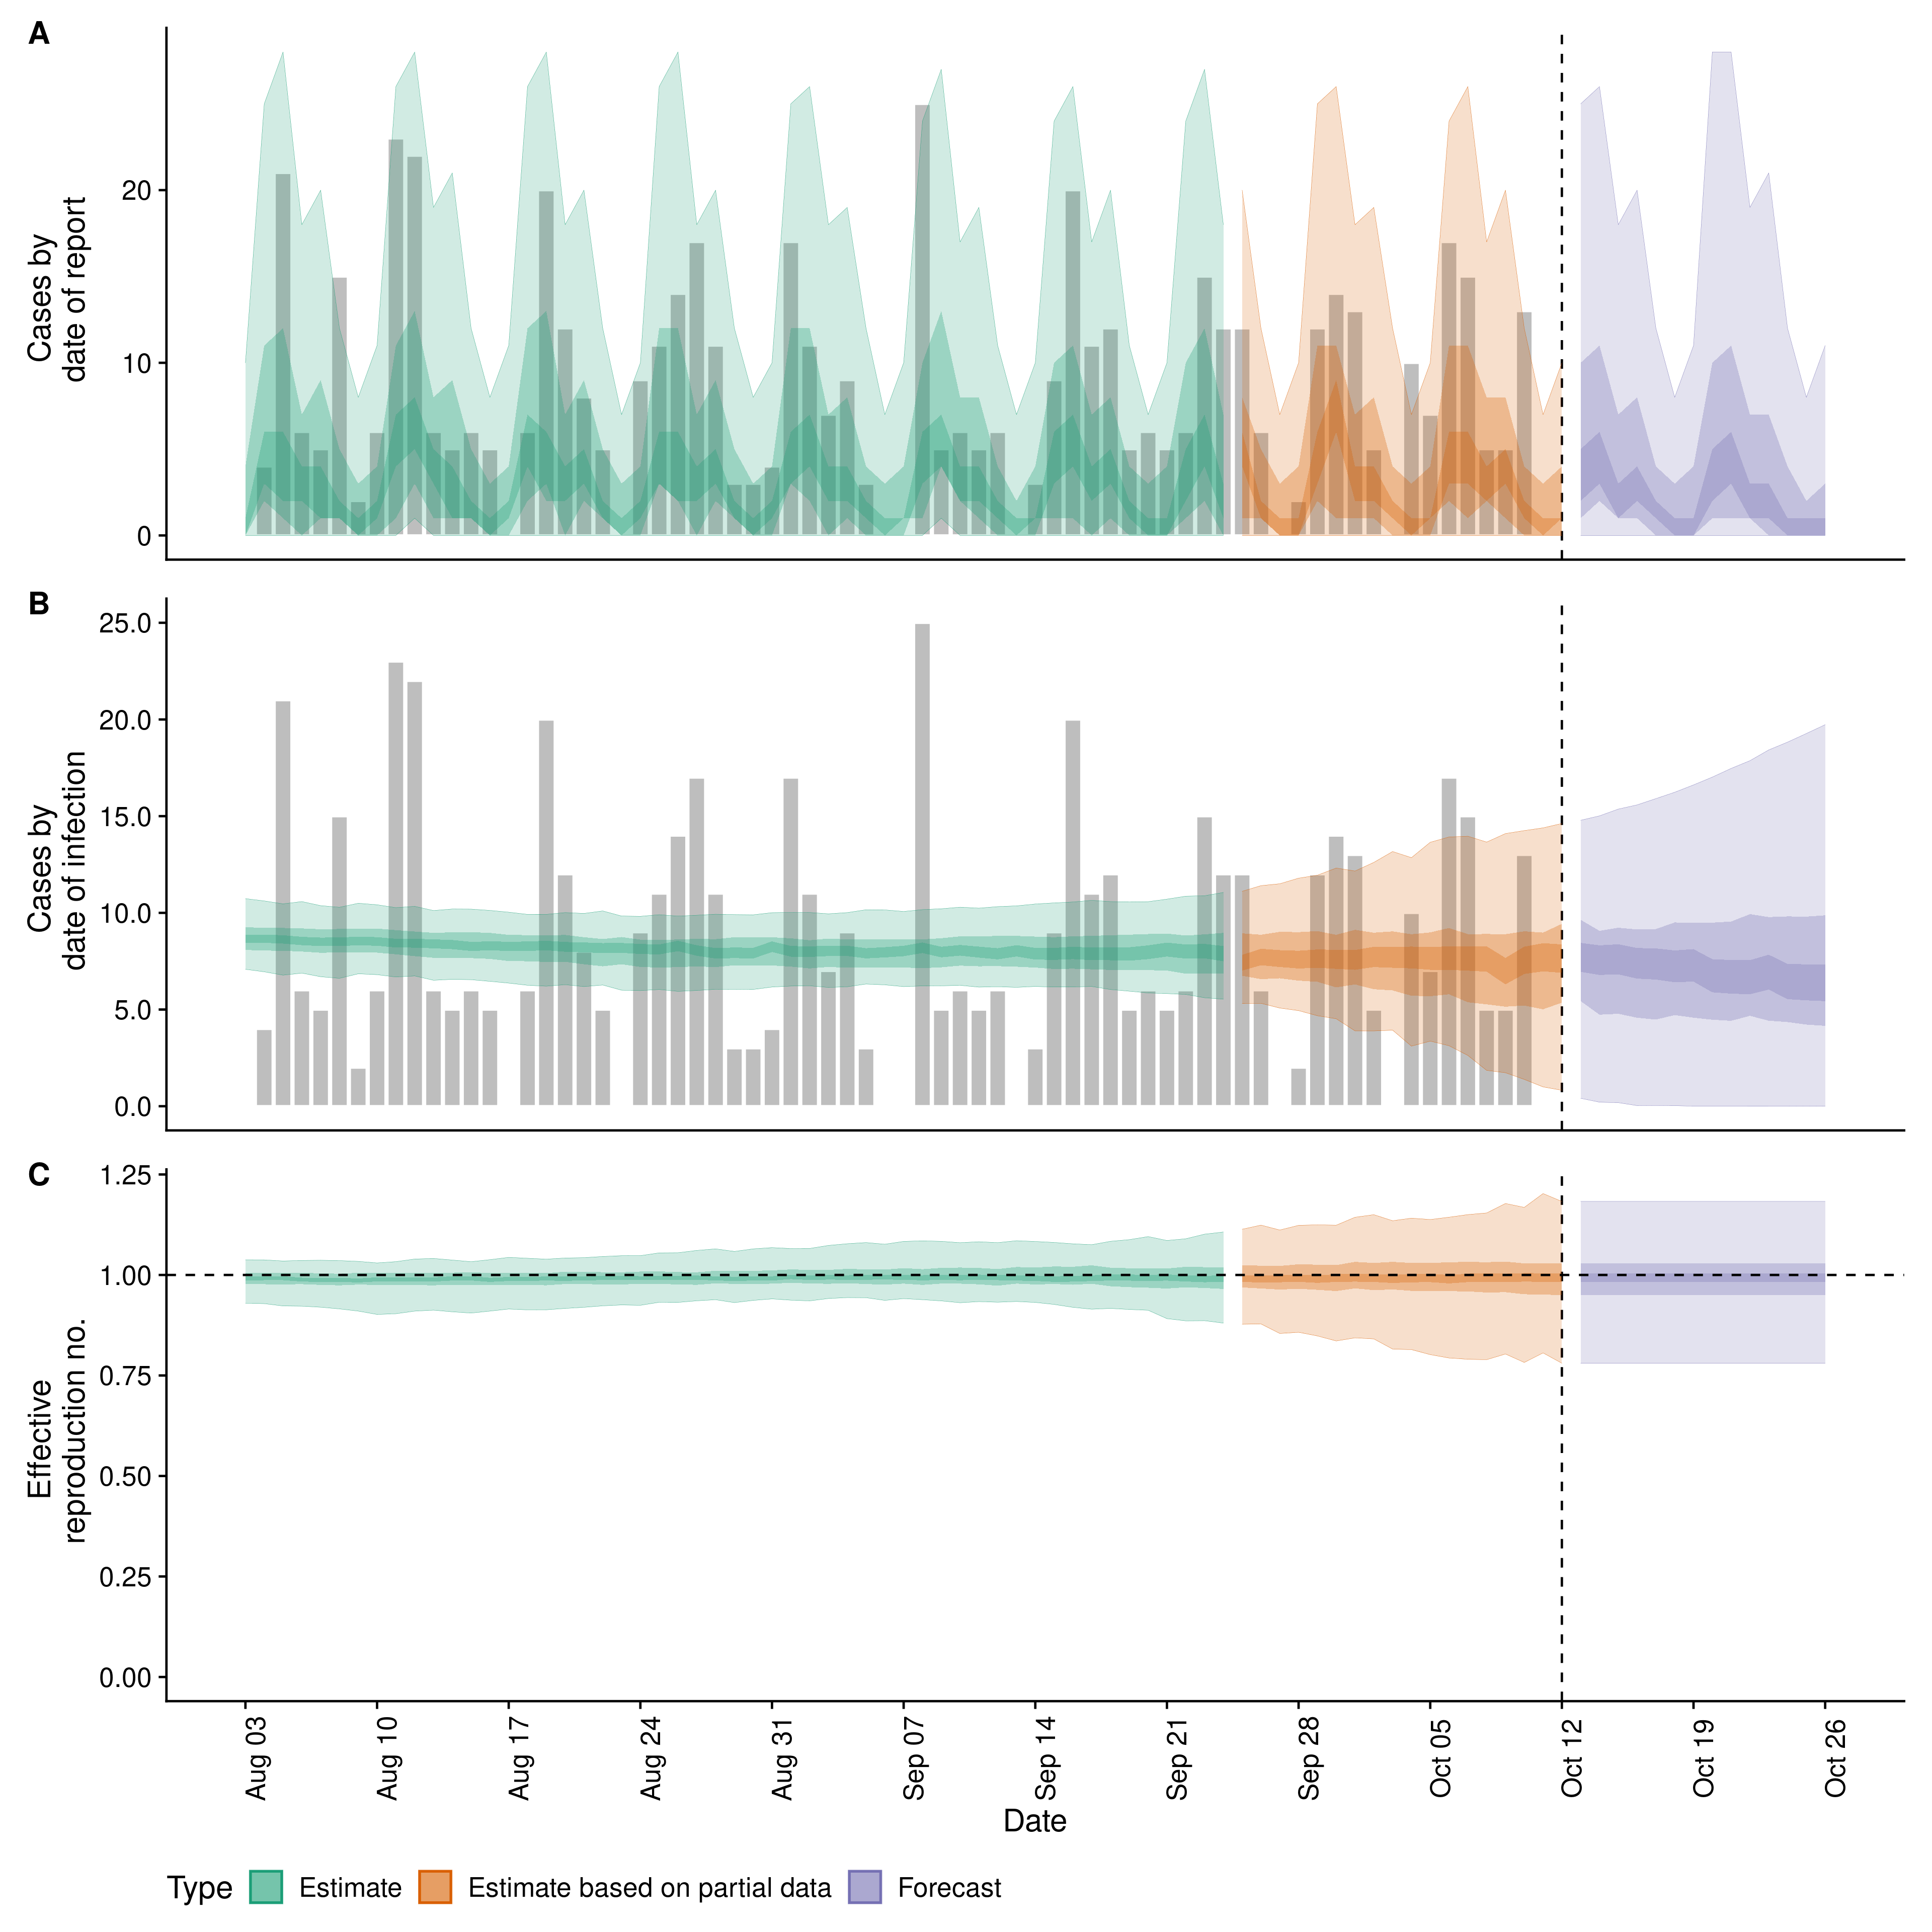 A
Cases by
date of report
20
10
0
B
Cases by
date of infection
25.0
20.0
15.0
10.0
5.0
0.0
C
Effective
reproduction no.
1.25
1.00
0.75
0.50
0.25
0.00
Aug 03
Aug 10
Aug 17
Aug 24
Aug 31
Sep 07
Sep 14
Sep 21
Sep 28
Oct 05
Oct 12
Oct 19
Oct 26
Date
Type Estimate Estimate based on partial data Forecast